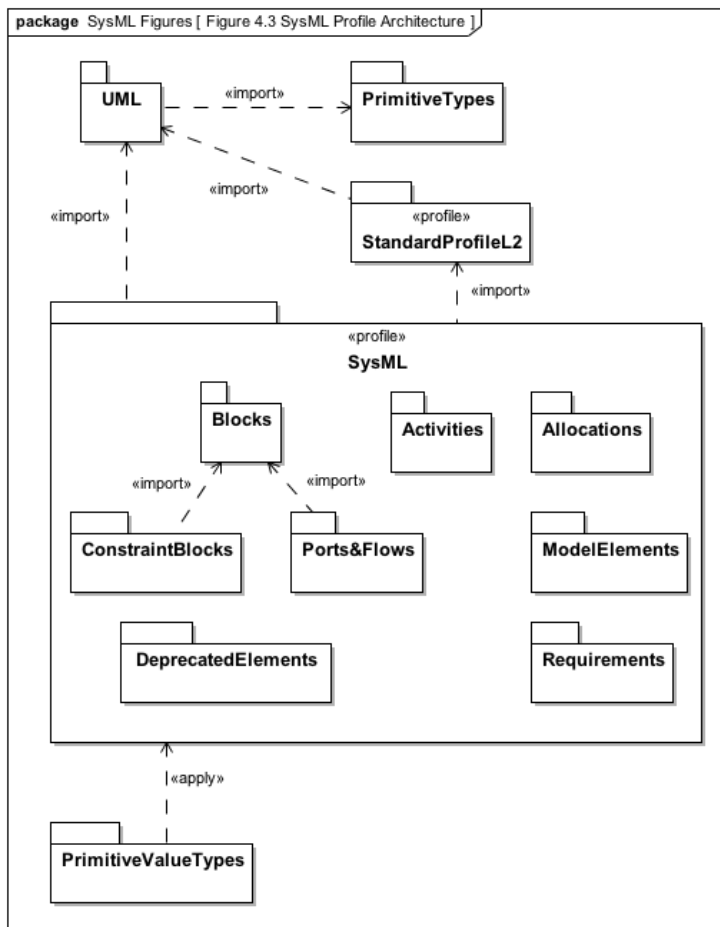 package SysML Figures [ Figure 4.3 SysML Profile Architecture ]
UML
«import»
PrimitiveTypes
«import»
«import»
«profile»
StandardProfileL2
«import»
«profile»
SysML
Blocks
Activities
Allocations
«import»
«import»
ConstraintBlocks
Ports&Flows
ModelElements
DeprecatedElements
Requirements
«apply»
PrimitiveValueTypes